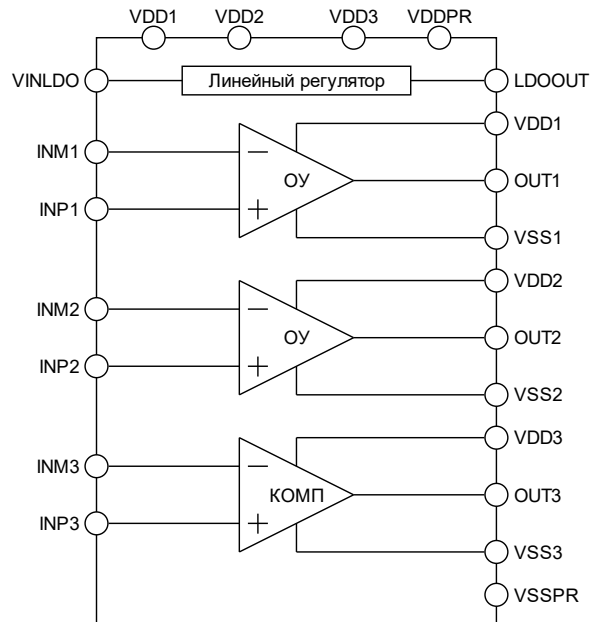 VDD1 VDD2 VDD3 VDDPR
VINLDO Линейный регулятор LDOOUT
VDD1
INM1 −
ОУ OUT1
INP1 +
VSS1
VDD2
INM2 −
ОУ OUT2
INP2 +
VSS2
VDD3
INM3 −
КОМП OUT3
INP3 +
VSS3
VSSPR